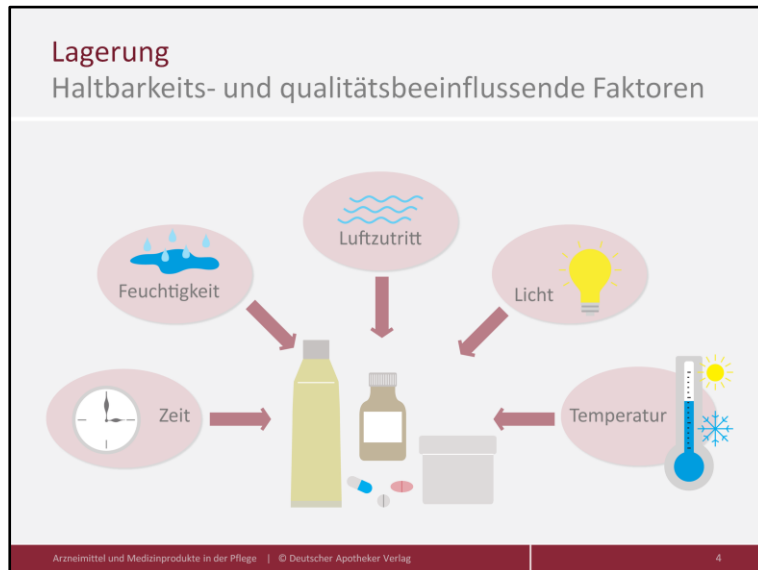 Lagerung
Haltbarkeits- und qualitätsbeeinflussende Faktoren
Luftzutritt
Feuchtigkeit
Licht
Zeit
Temperatur
Arzneimittel und Medizinprodukte in der Pflege | © Deutscher Apotheker Verlag
4